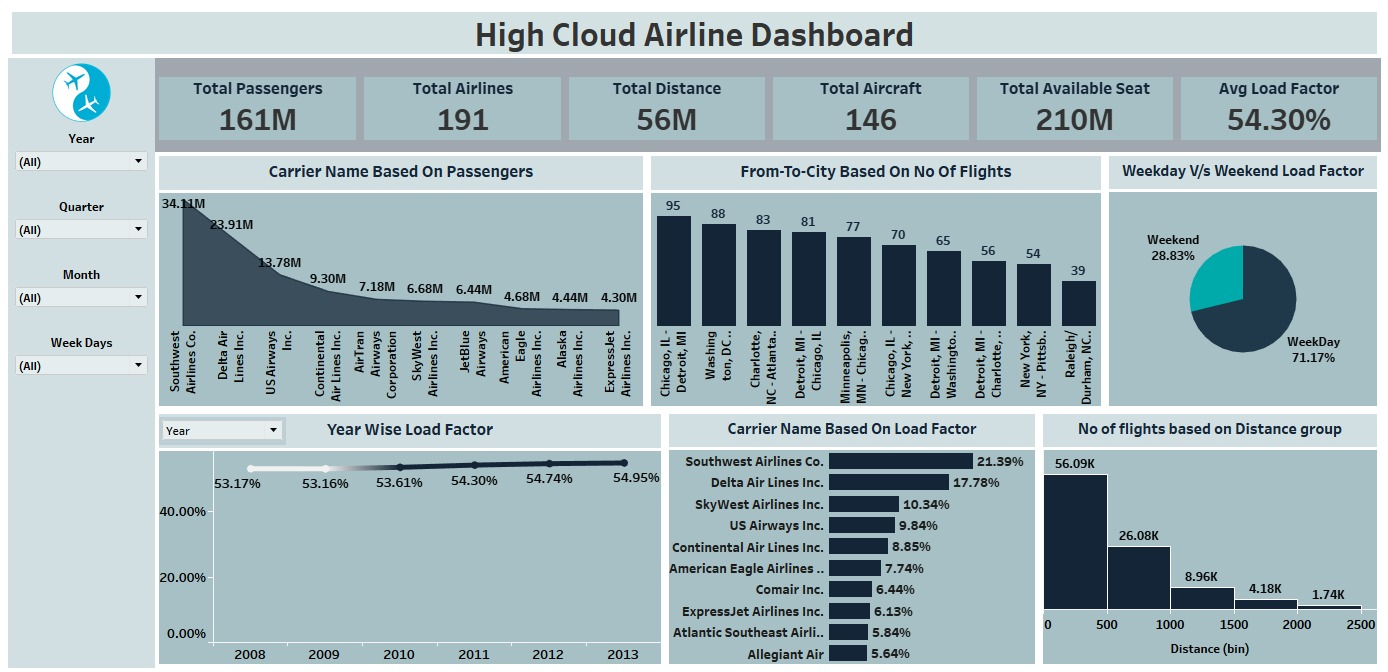 High Cloud Airline Dashboard
Year
(All)
Quarter
(All)
Month
(All)
Week Days
(All)
Total Passengers
161M
Total Airlines
191
Total Distance
56M
Total Aircraft
146
Total Available Seat
210M
Avg Load Factor
54.30%
Carrier Name Based On Passengers
34.11M
23.91M
13.78M
9.30M
7.18M
6.68M
6.44M
4.68M
4.44M
4.30M
Southwest
Airlines Co.
Delta Air
Lines Inc.
US Airways
Inc.
Continental
Air Lines Inc.
AirTran
Airways
Corporation
SkyWest
Airlines Inc.
JetBlue
Airways
American
Eagle
Airlines Inc.
Alaska
Airlines Inc.
ExpressJet
Airlines Inc.
From-To-City Based On No Of Flights
95
88
83
81
77
70
65
56
54
39
Chicago, IL -
Detroit, MI
Washing
ton, DC ..
Charlotte,
NC - Atlanta..
Detroit, MI -
Chicago, IL
Minneapolis,
MN - Chicag..
Chicago, IL -
New York, ..
Detroit, MI -
Washingto..
Detroit, MI -
Charlotte, ..
New York,
NY - Pittsb..
Raleigh/
Durham, NC..
Weekday V/s Weekend Load Factor
Weekend
28.83%
WeekDay
71.17%
Year
Year Wise Load Factor
53.17%
53.16%
53.61%
54.30%
54.74%
54.95%
40.00%
20.00%
0.00%
2008
2009
2010
2011
2012
2013
Carrier Name Based On Load Factor
Southwest Airlines Co.
21.39%
Delta Air Lines Inc.
17.78%
SkyWest Airlines Inc.
10.34%
US Airways Inc.
9.84%
Continental Air Lines Inc.
8.85%
American Eagle Airlines ..
7.74%
Comair Inc.
6.44%
ExpressJet Airlines Inc.
6.13%
Atlantic Southeast Airli..
5.84%
Allegiant Air
5.64%
No of flights based on Distance group
56.09K
26.08K
8.96K
4.18K
1.74K
0
500
1000
1500
2000
2500
Distance (bin)